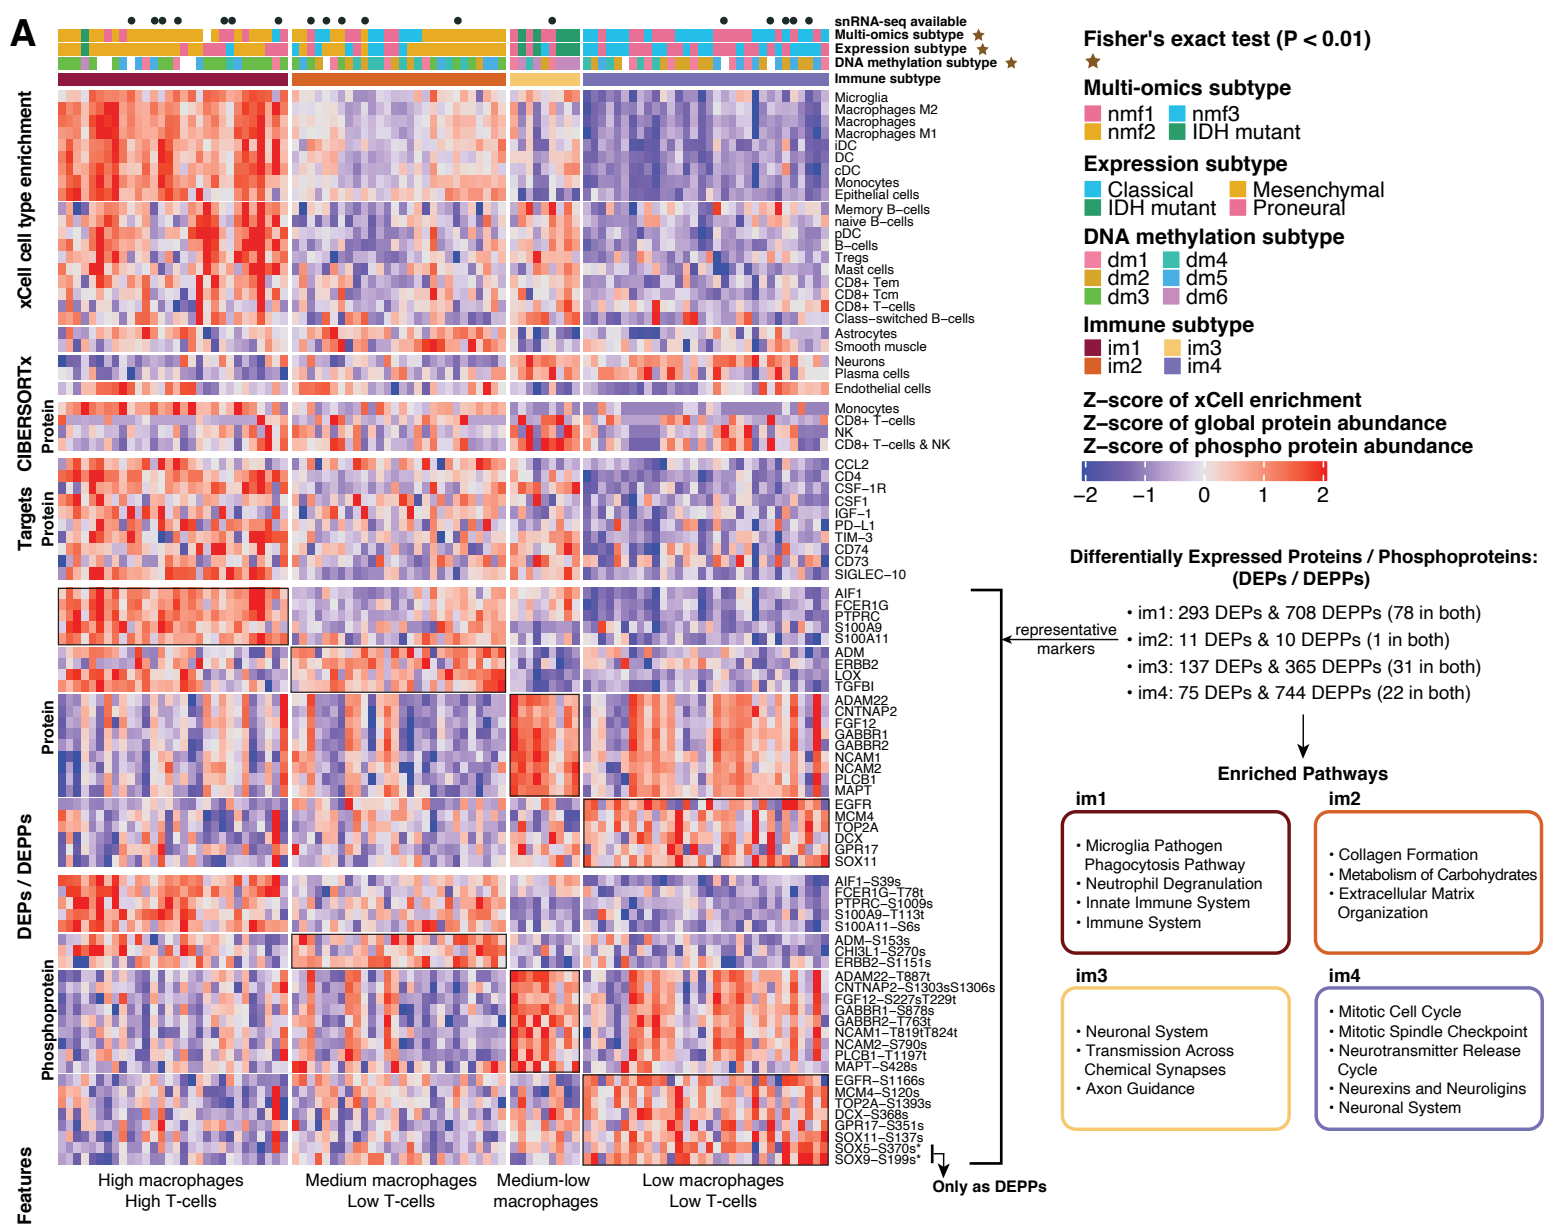 A
snRNA-seq available
Multi-omics subtype
Expression subtype
DNA methylation subtype
Immune subtype
xCell cell type enrichment
Microglia
Macrophages M2
Macrophages
Macrophages M1
iDC
DC
cDC
Monocytes
Epithelial cells
Memory B−cells
naive B−cells
pDC
B−cells
Tregs
Mast cells
CD8+ Tem
CD8+ Tcm
CD8+ T−cells
Class−switched B−cells
Astrocytes
Smooth muscle
Neurons
Plasma cells
Endothelial cells
CIBERSORTx
Protein
Monocytes
CD8+ T−cells
NK
CD8+ T−cells & NK
Targets
Protein
CCL2
CD4
CSF−1R
CSF1
IGF−1
PD−L1
TIM−3
CD74
CD73
SIGLEC−10
DEPs / DEPPs
Protein
AIF1
FCER1G
PTPRC
S100A9
S100A11
ADM
ERBB2
LOX
TGFBI
ADAM22
CNTNAP2
FGF12
GABBR1
GABBR2
NCAM1
NCAM2
PLCB1
MAPT
EGFR
MCM4
TOP2A
DCX
GPR17
SOX11
Phosphoprotein
AIF1−S39s
FCER1G−T78t
PTPRC−S1009s
S100A9−T113t
S100A11−S6s
ADM−S153s
CHI3L1−S270s
ERBB2−S1151s
ADAM22−T887t
CNTNAP2−S1303sS1306s
FGF12−S227sT229t
GABBR1−S878s
GABBR2−T763t
NCAM1−T819tT824t
NCAM2−S790s
PLCB1−T1197t
MAPT−S428s
EGFR−S1166s
MCM4−S120s
TOP2A−S1393s
DCX−S368s
GPR17−S351s
SOX11−S137s
SOX5−S370s*
SOX9−S199s*
Only as DEPPs
Features
High macrophages
High T−cells
Medium macrophages
Low T−cells
Medium−low
macrophages
Low macrophages
Low T−cells
Fisher's exact test (P < 0.01)
Multi−omics subtype
nmf1 nmf3
nmf2 IDH mutant
Expression subtype
Classical Mesenchymal
IDH mutant Proneural
DNA methylation subtype
dm1 dm4
dm2 dm5
dm3 dm6
Immune subtype
im1 im3
im2 im4
Z−score of xCell enrichment
Z−score of global protein abundance
Z−score of phospho protein abundance
−2 −1 0 1 2
Differentially Expressed Proteins / Phosphoproteins:
(DEPs / DEPPs)
• im1: 293 DEPs & 708 DEPPs (78 in both)
• im2: 11 DEPs & 10 DEPPs (1 in both)
• im3: 137 DEPs & 365 DEPPs (31 in both)
• im4: 75 DEPs & 744 DEPPs (22 in both)
representative
markers
Enriched Pathways
im1
• Microglia Pathogen
Phagocytosis Pathway
• Neutrophil Degranulation
• Innate Immune System
• Immune System
im2
• Collagen Formation
• Metabolism of Carbohydrates
• Extracellular Matrix
Organization
im3
• Neuronal System
• Transmission Across
Chemical Synapses
• Axon Guidance
im4
• Mitotic Cell Cycle
• Mitotic Spindle Checkpoint
• Neurotransmitter Release
Cycle
• Neurexins and Neuroligins
• Neuronal System